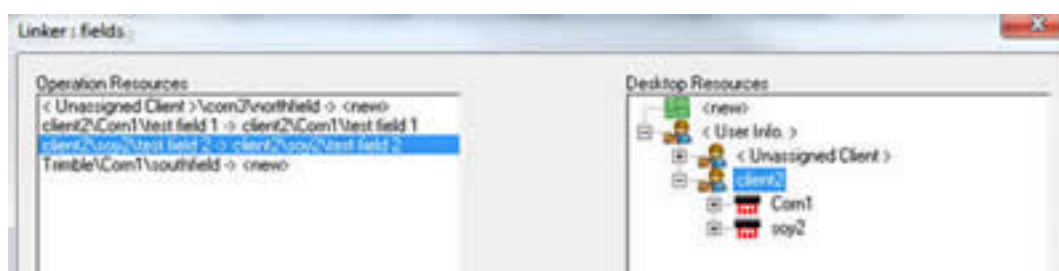 Linker : fields
Operation Resources
< Unassigned Client >\corn3\northfield -> <new>
client2\Corn1\test field 1 -> client2\Corn1\test field 1
client2\soy2\test field 2 -> client2\soy2\test field 2
Trimble\Corn1\southfield -> <new>
Desktop Resources
<new>
< User Info. >
< Unassigned Client >
client2
Corn1
soy2